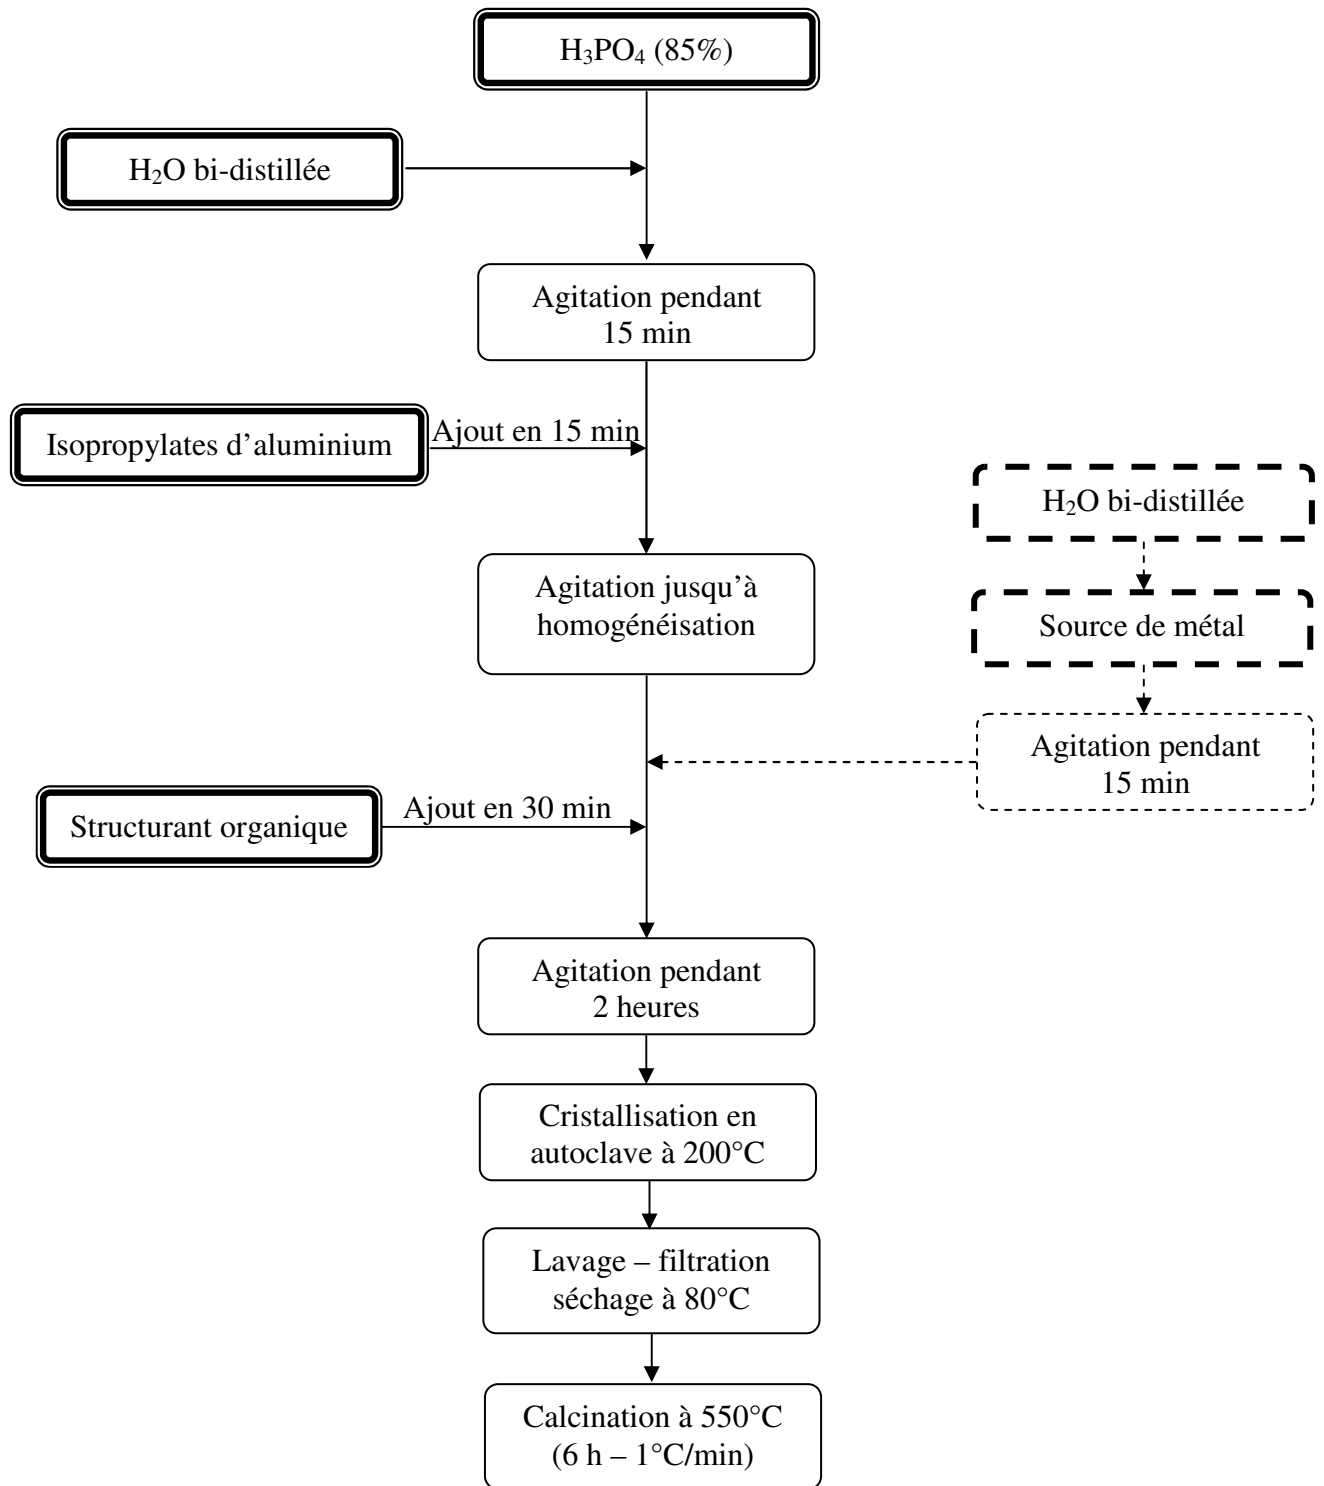 H₃PO₄ (85%)
H₂O bi-distillée
Agitation pendant
15 min
Isopropylates d’aluminium
Ajout en 15 min
Agitation jusqu’à
homogénéisation
H₂O bi-distillée
Source de métal
Agitation pendant
15 min
Structurant organique
Ajout en 30 min
Agitation pendant
2 heures
Cristallisation en
autoclave à 200°C
Lavage – filtration
séchage à 80°C
Calcination à 550°C
(6 h – 1°C/min)